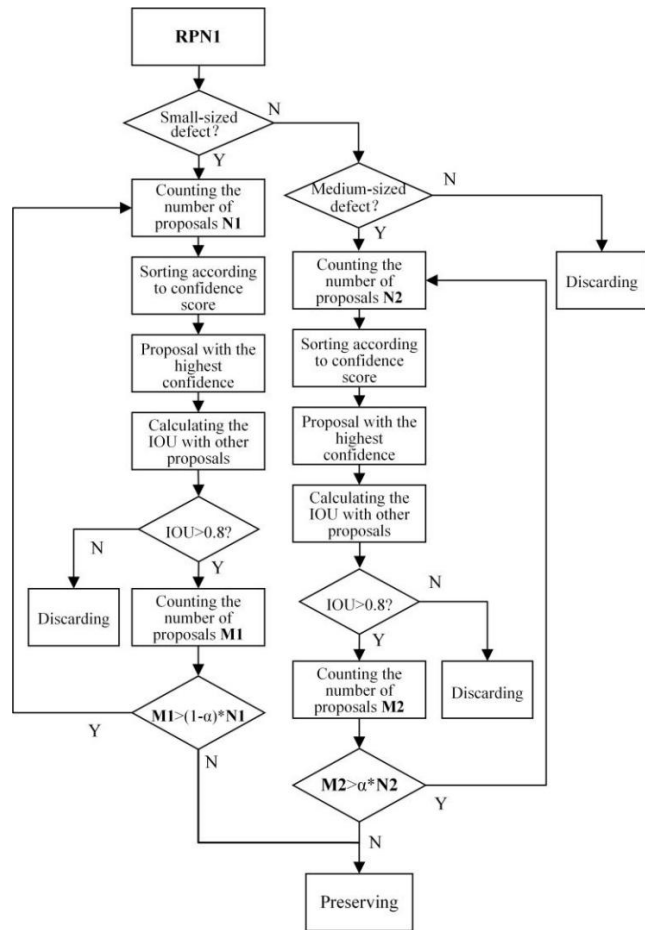 RPN1
Small-sized
defect?
N
Y
Counting the
number of
proposals N1
Sorting according
to confidence
score
Proposal with the
highest
confidence
Calculating the
IOU with other
proposals
IOU>0.8?
N
Y
Discarding
Counting the
number of
proposals M1
M1>(1-α)*N1
Y
N
Medium-sized
defect?
N
Y
Discarding
Counting the
number of
proposals N2
Sorting according
to confidence
score
Proposal with the
highest
confidence
Calculating the
IOU with other
proposals
IOU>0.8?
N
Y
Discarding
Counting the
number of
proposals M2
M2>α*N2
Y
N
Preserving